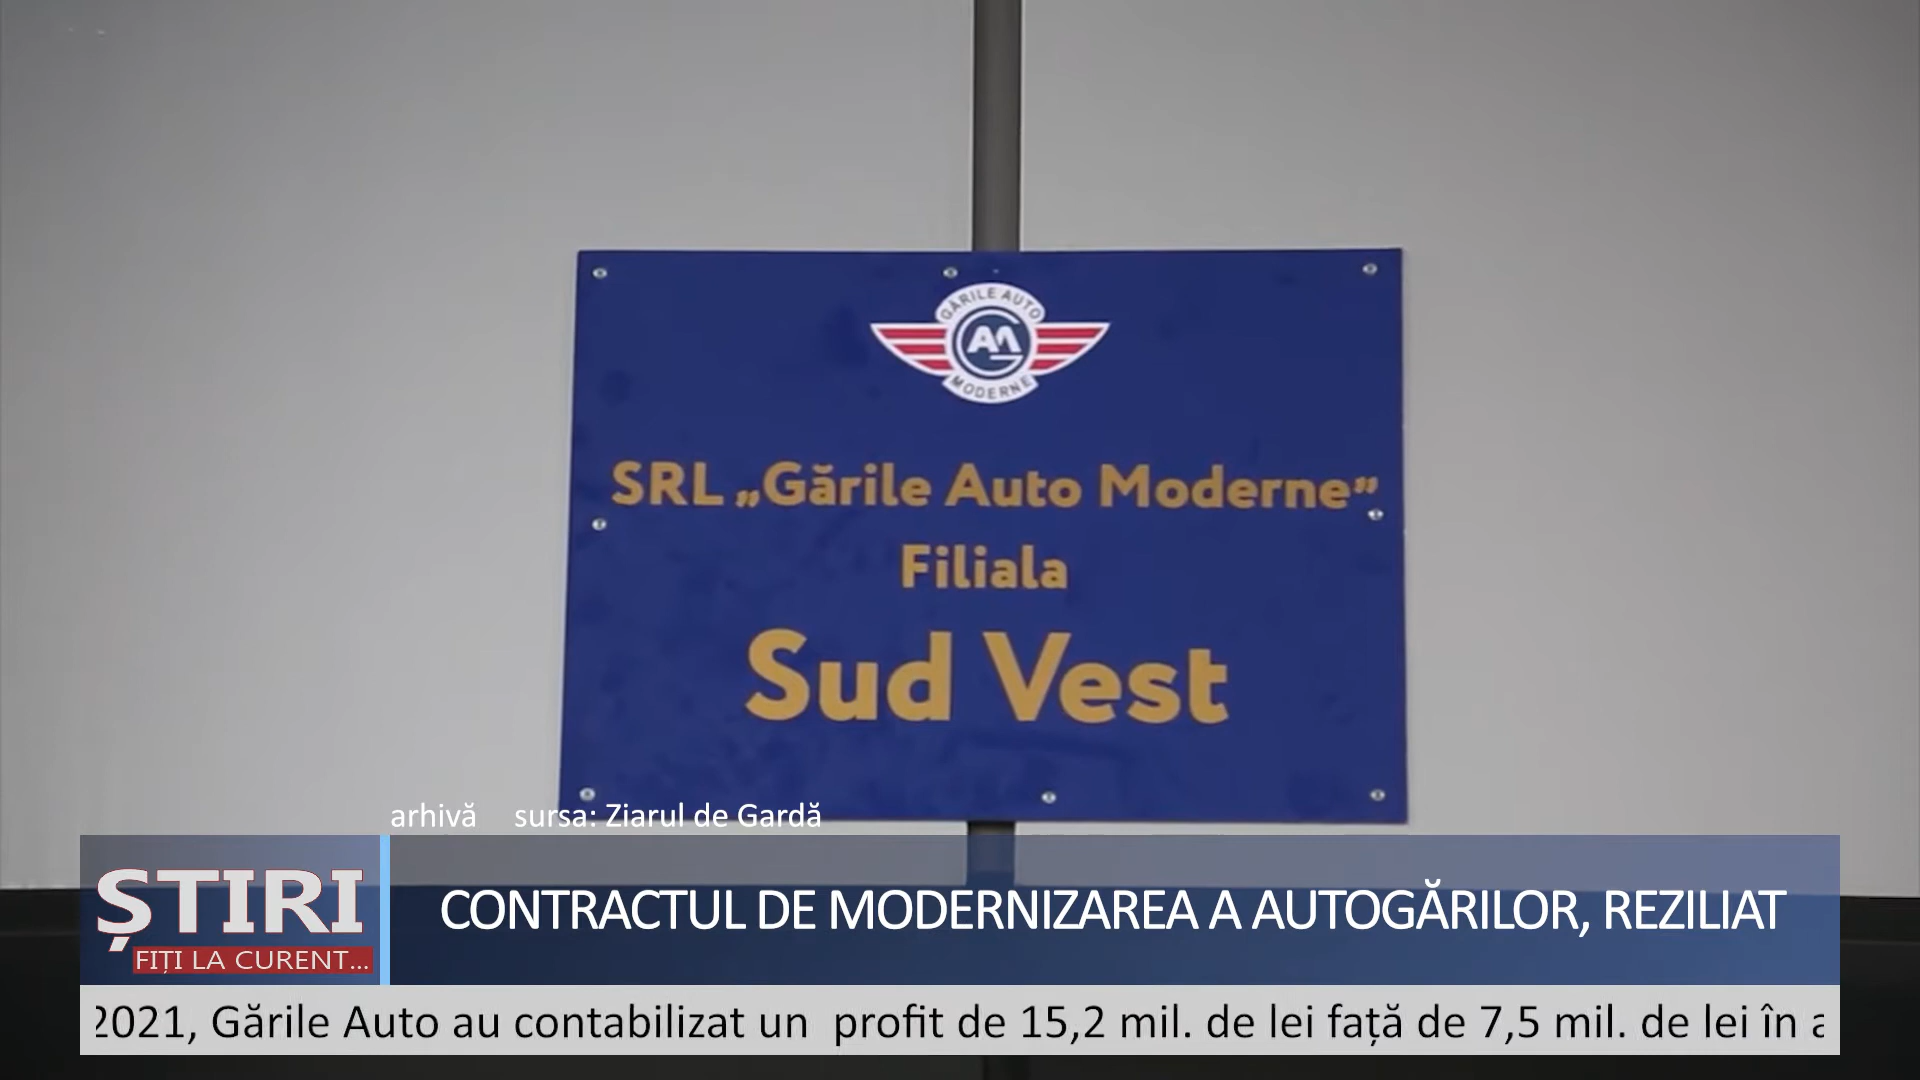 GĂRILE AUTO
AM
MODERNE
SRL „Gările Auto Moderne“
Filiala
Sud Vest
arhivă sursa: Ziarul de Gardă
ȘTIRI
FIȚI LA CURENT...
CONTRACTUL DE MODERNIZAREA A AUTOGĂRILOR, REZILIAT
2021, Gările Auto au contabilizat un profit de 15,2 mil. de lei față de 7,5 mil. de lei în